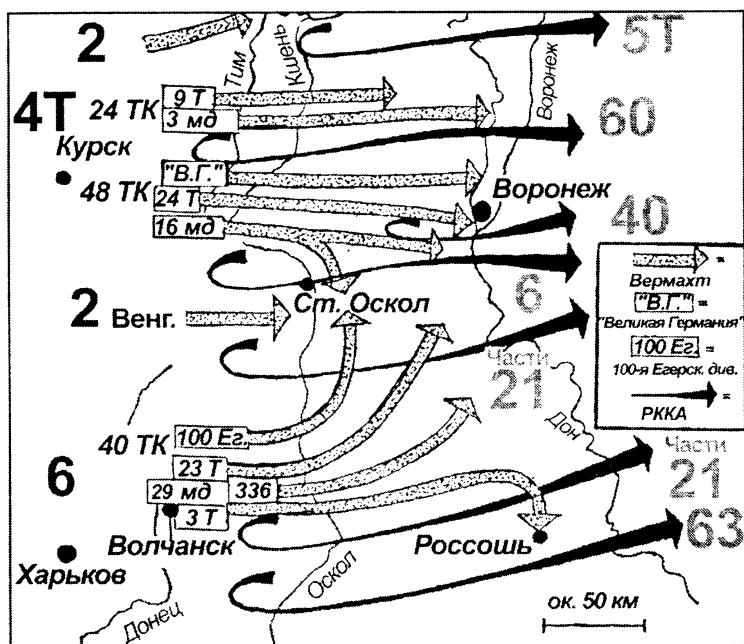 2
5Т
Тим
Кшень
Воронеж
4Т
24 ТК
9 Т
3 мд
60
Курск
"В.Г."
48 ТК
24 Т
16 мд
Воронеж
40
6
2 Венг.
Ст. Оскол
Части
21
40 ТК
100 Ег.
23 Т
6
29 мд
336
3 Т
Волчанск
Харьков
Донец
Оскол
Россошь
Дон
Части
21
63
ок. 50 км
=
Вермахт
"В.Г." =
"Великая Германия"
100 Ег. =
100-я Егерск. див.
=
РККА